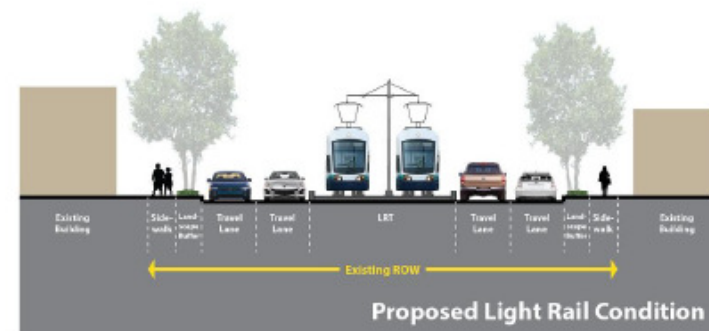 Existing
Building
Side-
walk
Land-
scape
Buffer
Travel
Lane
Travel
Lane
LRT
Travel
Lane
Travel
Lane
Land-
scape
Buffer
Side-
walk
Existing
Building
Existing ROW
Proposed Light Rail Condition